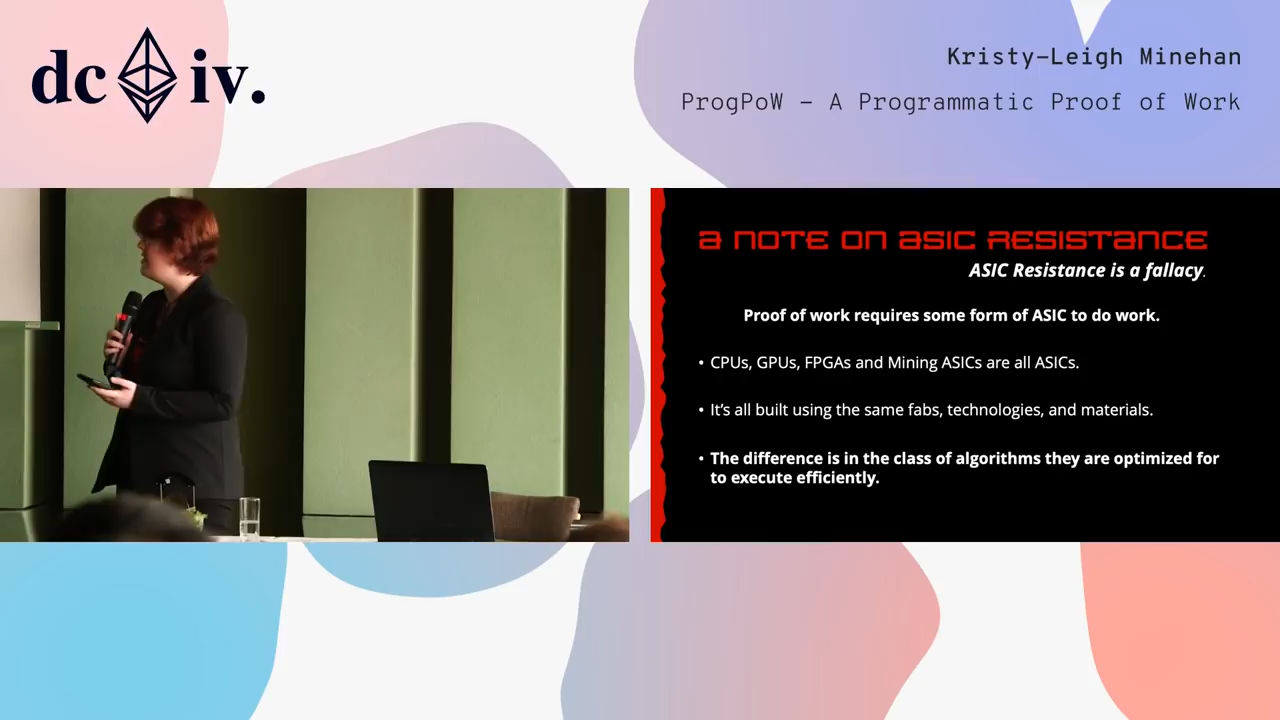 dc iv.
Kristy-Leigh Minehan
ProgPoW - A Programmatic Proof of Work
A NOTE ON ASIC RESISTANCE
ASIC Resistance is a fallacy.
Proof of work requires some form of ASIC to do work.
• CPUs, GPUs, FPGAs and Mining ASICs are all ASICs.
• It's all built using the same fabs, technologies, and materials.
• The difference is in the class of algorithms they are optimized for
to execute efficiently.